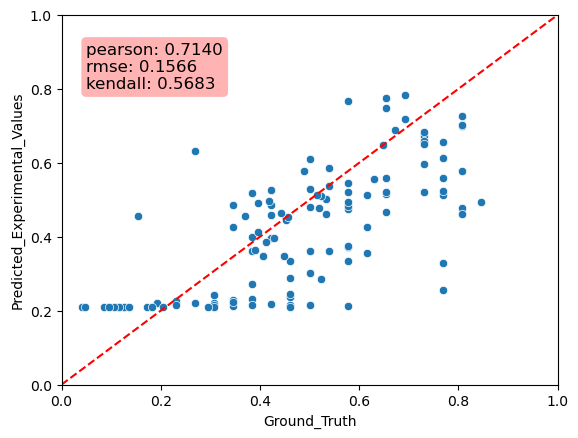 1.0
pearson: 0.7140
rmse: 0.1566
kendall: 0.5683
0.8
0.6
0.4
0.2
0.0
Predicted_Experimental_Values
0.0 0.2 0.4 0.6 0.8 1.0
Ground_Truth